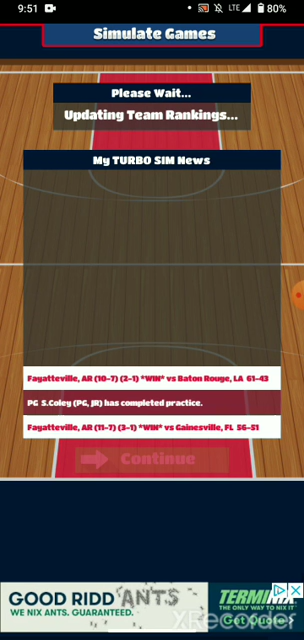 9:51
LTE
80%
Simulate Games
Please Wait...
Updating Team Rankings...
My TURBO SIM News
Fayatteville, AR (10-7) (2-1) *WIN* vs Baton Rouge, LA 61-43
PG S.Coley (PG, JR) has completed practice.
Fayatteville, AR (11-7) (3-1) *WIN* vs Gainesville, FL 56-51
Continue
GOOD RIDDANTS
WE NIX ANTS. GUARANTEED.
TERMINIX
THE ONLY WAY TO NIX IT
Get Quote
XRecorder